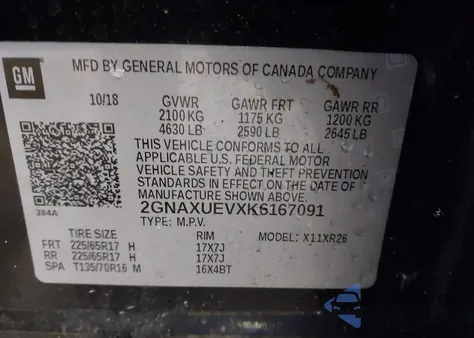 GM
MFD BY GENERAL MOTORS OF CANADA COMPANY
10/18 GVWR GAWR FRT GAWR RR
2100 KG 1175 KG 1200 KG
4630 LB 2590 LB 2645 LB
THIS VEHICLE CONFORMS TO ALL
APPLICABLE U.S. FEDERAL MOTOR
VEHICLE SAFETY AND THEFT PREVENTION
STANDARDS IN EFFECT ON THE DATE OF
MANUFACTURE SHOWN ABOVE.
384A
2GNAXUEVXK6167091
TYPE: M.P.V. MODEL: X11XR26
TIRE SIZE RIM
FRT 225/65R17 H 17X7J
RR 225/65R17 H 17X7J
SPA T135/70R16 M 16X4BT